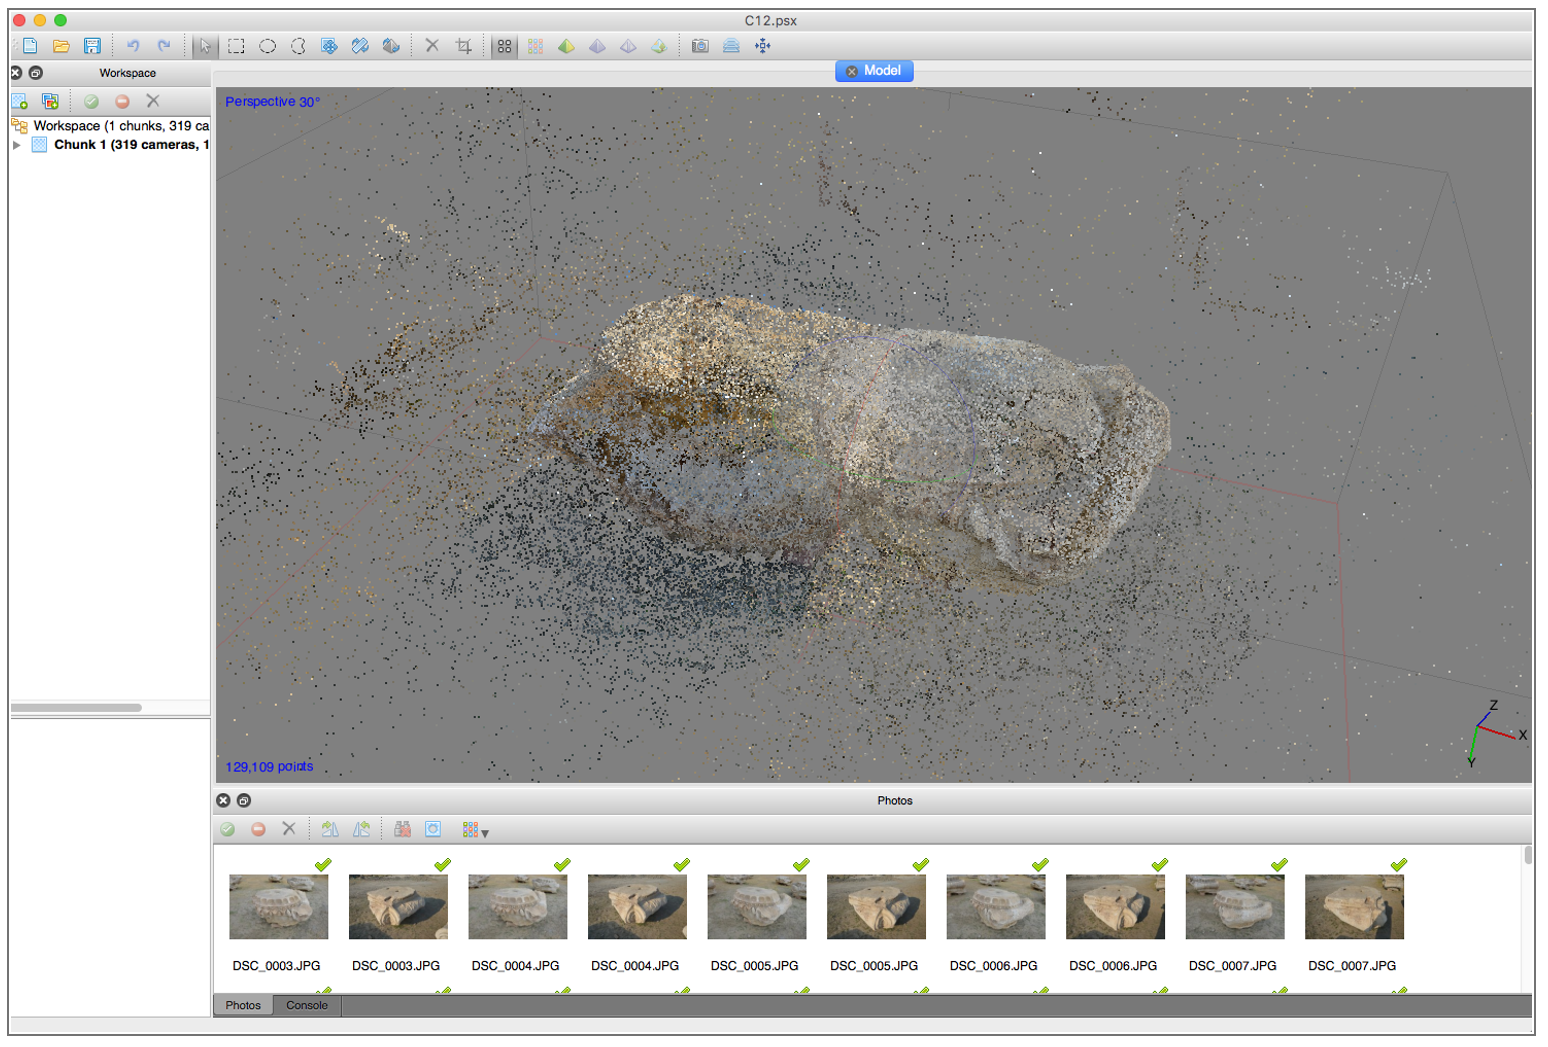 C12.psx
Workspace
Model
Workspace (1 chunks, 319 ca
Chunk 1 (319 cameras, 1
Perspective 30°
Z
X
Y
129,109 points
Photos
DSC_0003.JPG DSC_0003.JPG DSC_0004.JPG DSC_0004.JPG DSC_0005.JPG DSC_0005.JPG DSC_0006.JPG DSC_0006.JPG DSC_0007.JPG DSC_0007.JPG
Photos Console